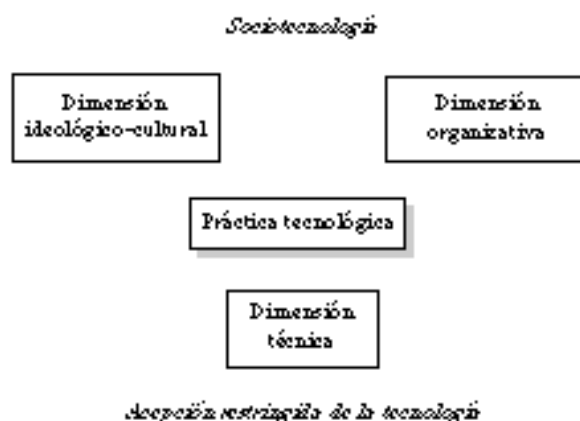 Sociotecnología
Dimensión
ideológico-cultural
Dimensión
organizativa
Práctica tecnológica
Dimensión
técnica
Acepción restringida de la tecnología